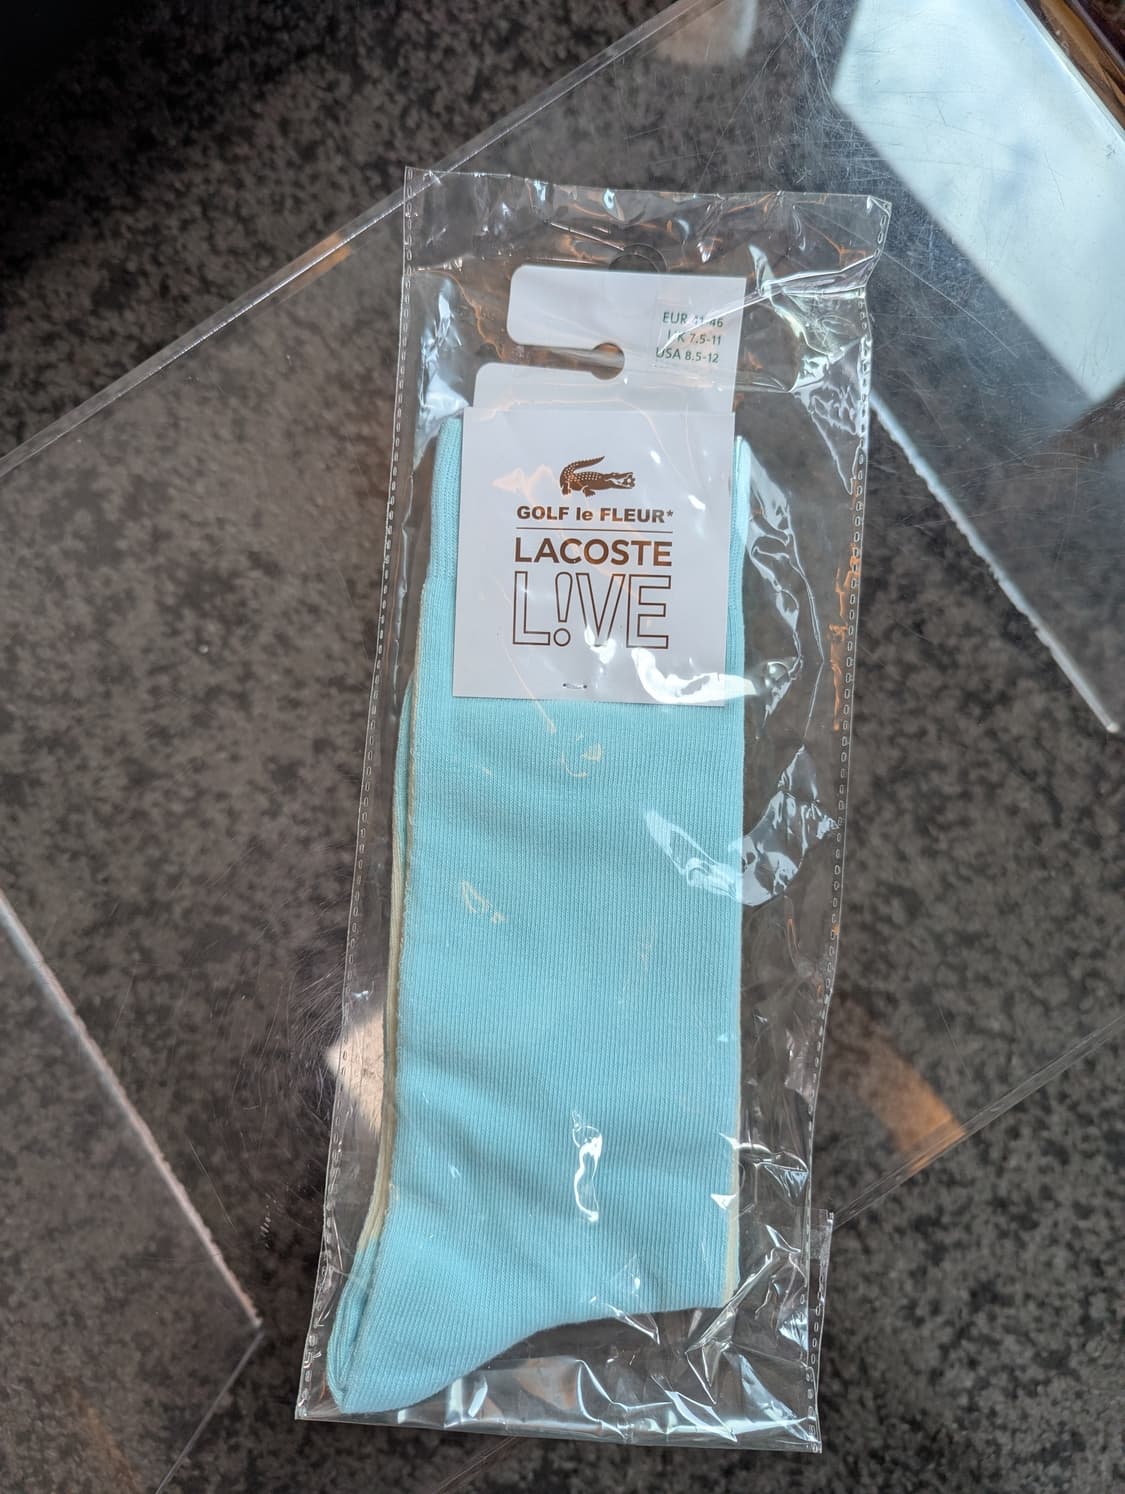 EUR 41-46
UK 7.5-11
USA 8.5-12
GOLF le FLEUR*
LACOSTE
L!VE